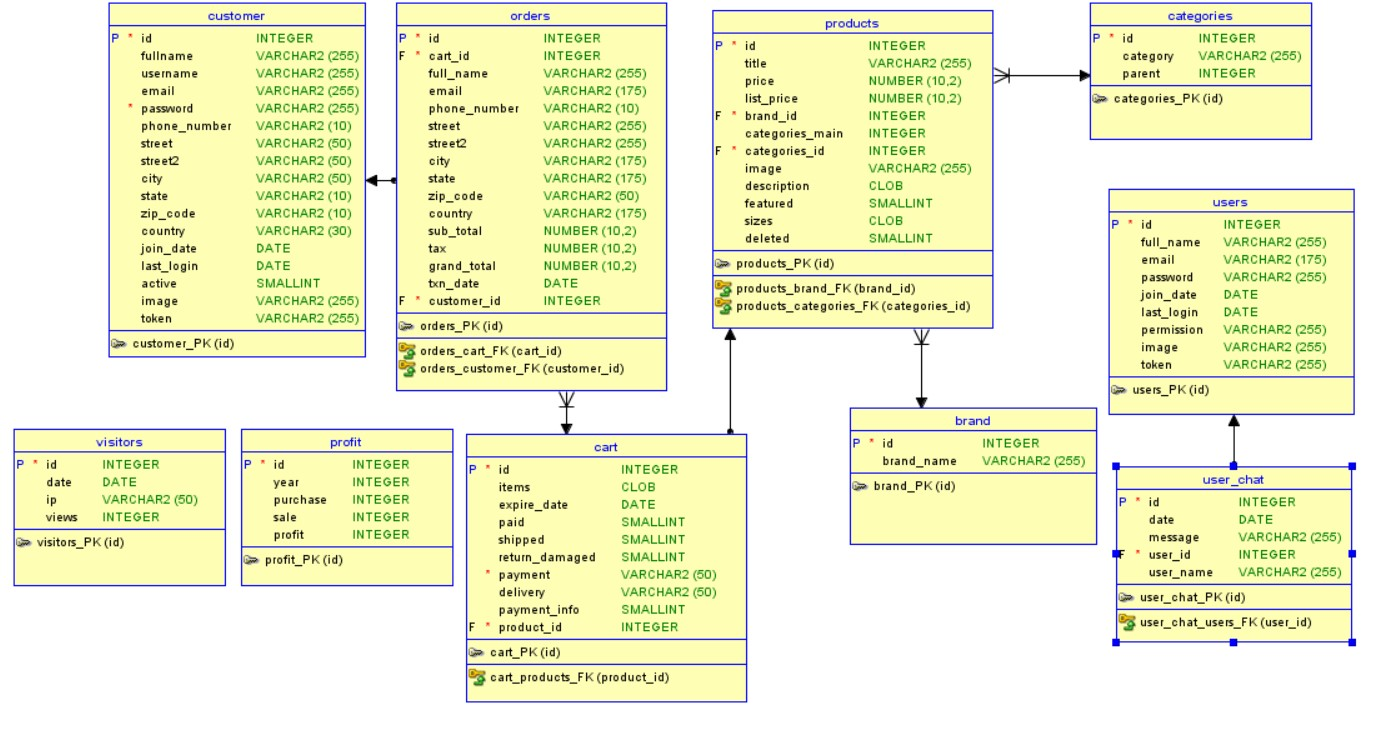 customer
P * id INTEGER
fullname VARCHAR2 (255)
username VARCHAR2 (255)
email VARCHAR2 (255)
* password VARCHAR2 (255)
phone_number VARCHAR2 (10)
street VARCHAR2 (50)
street2 VARCHAR2 (50)
city VARCHAR2 (50)
state VARCHAR2 (10)
zip_code VARCHAR2 (10)
country VARCHAR2 (30)
join_date DATE
last_login DATE
active SMALLINT
image VARCHAR2 (255)
token VARCHAR2 (255)
customer_PK (id)
orders
P * id INTEGER
F * cart_id INTEGER
full_name VARCHAR2 (255)
email VARCHAR2 (175)
phone_number VARCHAR2 (10)
street VARCHAR2 (255)
street2 VARCHAR2 (255)
city VARCHAR2 (175)
state VARCHAR2 (175)
zip_code VARCHAR2 (50)
country VARCHAR2 (175)
sub_total NUMBER (10,2)
tax NUMBER (10,2)
grand_total NUMBER (10,2)
txn_date DATE
F * customer_id INTEGER
orders_PK (id)
orders_cart_FK (cart_id)
orders_customer_FK (customer_id)
products
P * id INTEGER
title VARCHAR2 (255)
price NUMBER (10,2)
list_price NUMBER (10,2)
F * brand_id INTEGER
categories_main INTEGER
F * categories_id INTEGER
image VARCHAR2 (255)
description CLOB
featured SMALLINT
sizes CLOB
deleted SMALLINT
products_PK (id)
products_brand_FK (brand_id)
products_categories_FK (categories_id)
categories
P * id INTEGER
category VARCHAR2 (255)
parent INTEGER
categories_PK (id)
users
P * id INTEGER
full_name VARCHAR2 (255)
email VARCHAR2 (175)
password VARCHAR2 (255)
join_date DATE
last_login DATE
permission VARCHAR2 (255)
image VARCHAR2 (255)
token VARCHAR2 (255)
users_PK (id)
visitors
P * id INTEGER
date DATE
ip VARCHAR2 (50)
views INTEGER
visitors_PK (id)
profit
P * id INTEGER
year INTEGER
purchase INTEGER
sale INTEGER
profit INTEGER
profit_PK (id)
cart
P * id INTEGER
items CLOB
expire_date DATE
paid SMALLINT
shipped SMALLINT
return_damaged SMALLINT
* payment VARCHAR2 (50)
delivery VARCHAR2 (50)
payment_info SMALLINT
F * product_id INTEGER
cart_PK (id)
cart_products_FK (product_id)
brand
P * id INTEGER
brand_name VARCHAR2 (255)
brand_PK (id)
user_chat
P * id INTEGER
date DATE
message VARCHAR2 (255)
F * user_id INTEGER
user_name VARCHAR2 (255)
user_chat_PK (id)
user_chat_users_FK (user_id)